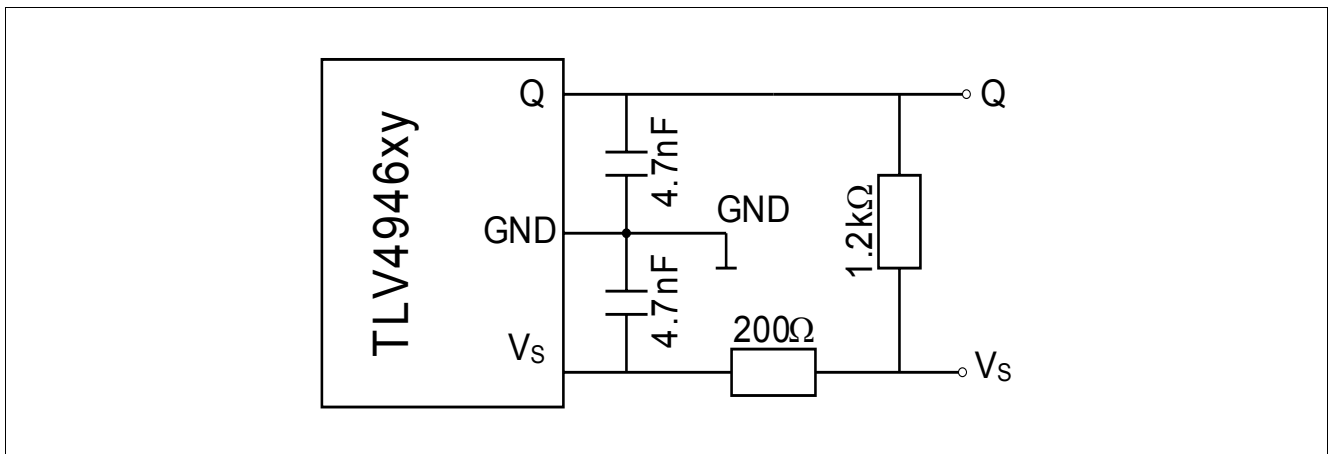 TLV4946xy
Q
GND
VS
4.7nF
4.7nF
GND
200Ω
1.2kΩ
Q
VS